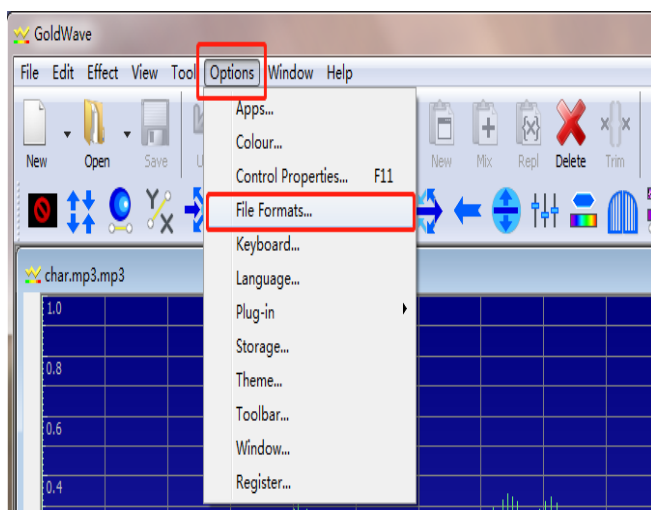 GoldWave
File Edit Effect View Tool Options Window Help
New Open Save U New Mix Repl Delete Trim
Apps...
Colour...
Control Properties... F11
File Formats...
Keyboard...
Language...
Plug-in
Storage...
Theme...
Toolbar...
Window...
Register...
char.mp3.mp3
1.0
0.8
0.6
0.4